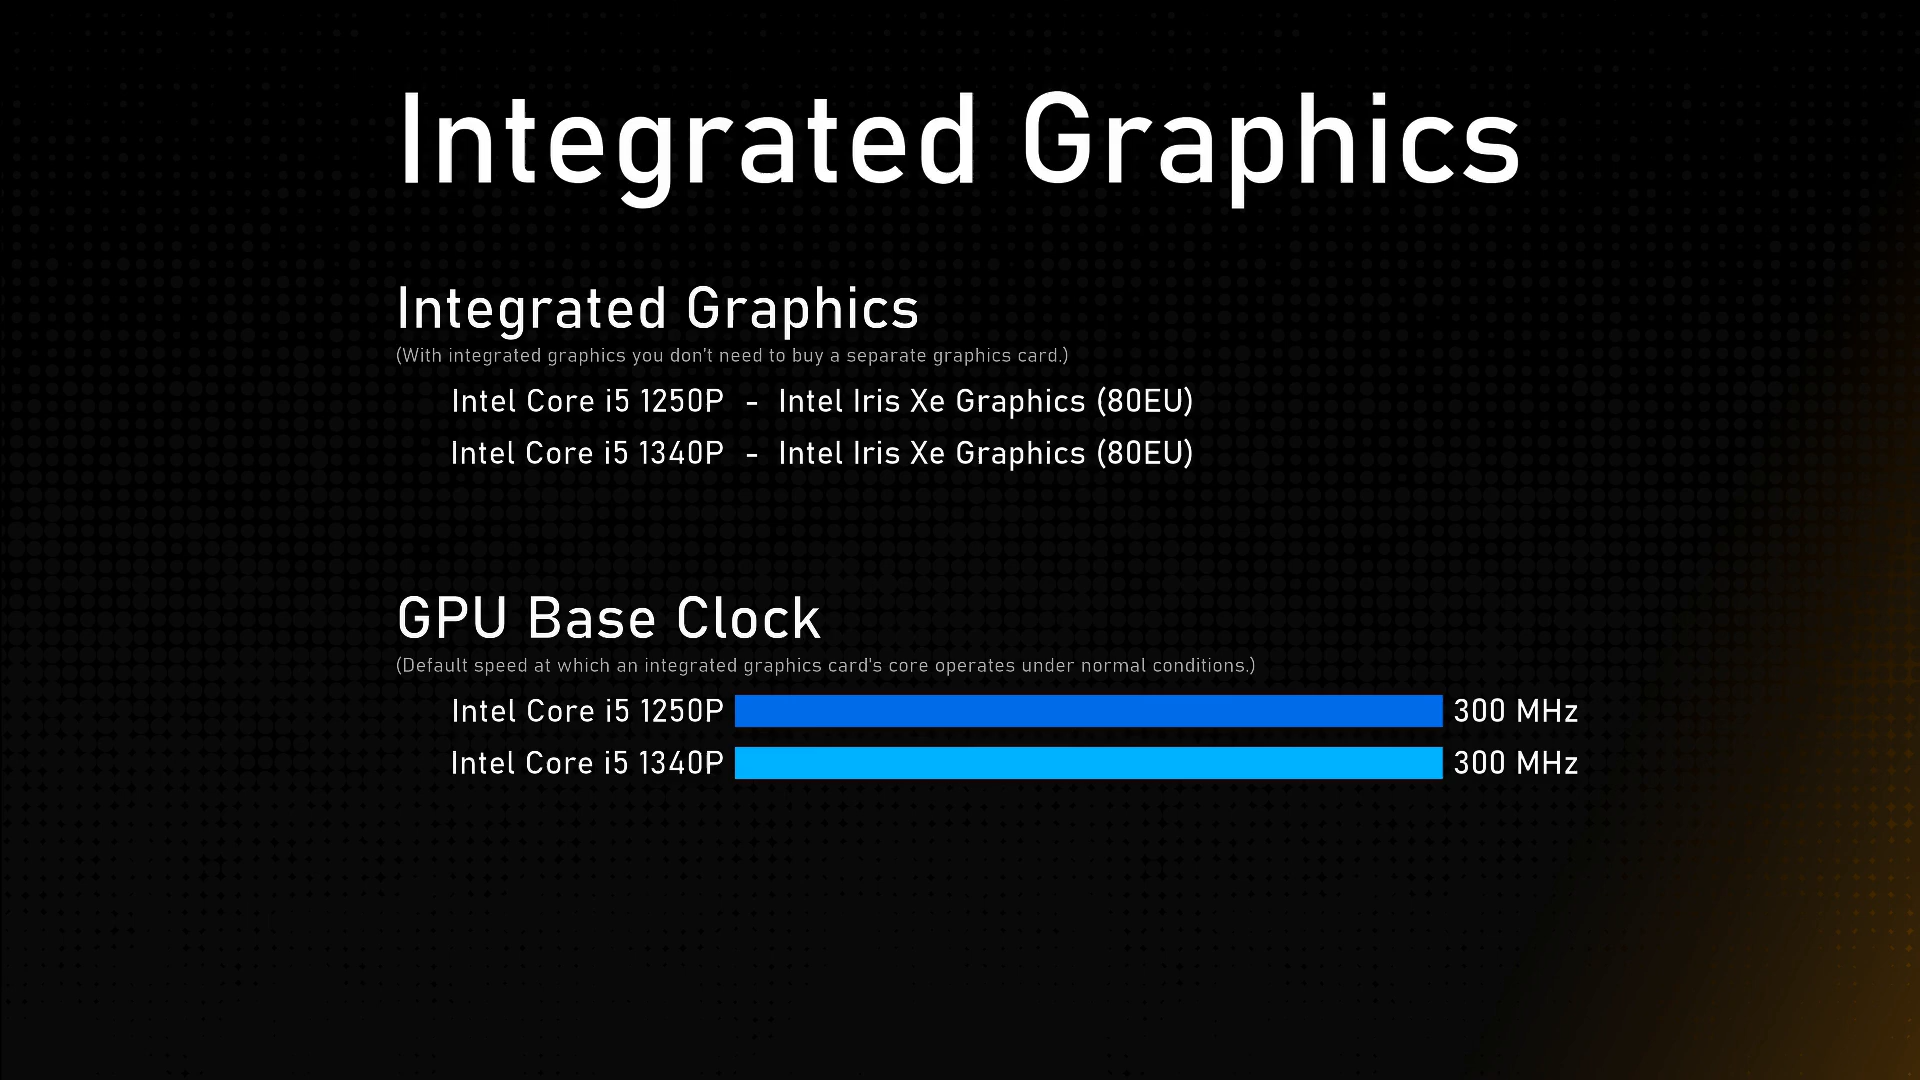 Integrated Graphics
Integrated Graphics
(With integrated graphics you don't need to buy a separate graphics card.)
Intel Core i5 1250P - Intel Iris Xe Graphics (80EU)
Intel Core i5 1340P - Intel Iris Xe Graphics (80EU)
GPU Base Clock
(Default speed at which an integrated graphics card's core operates under normal conditions.)
Intel Core i5 1250P 300 MHz
Intel Core i5 1340P 300 MHz